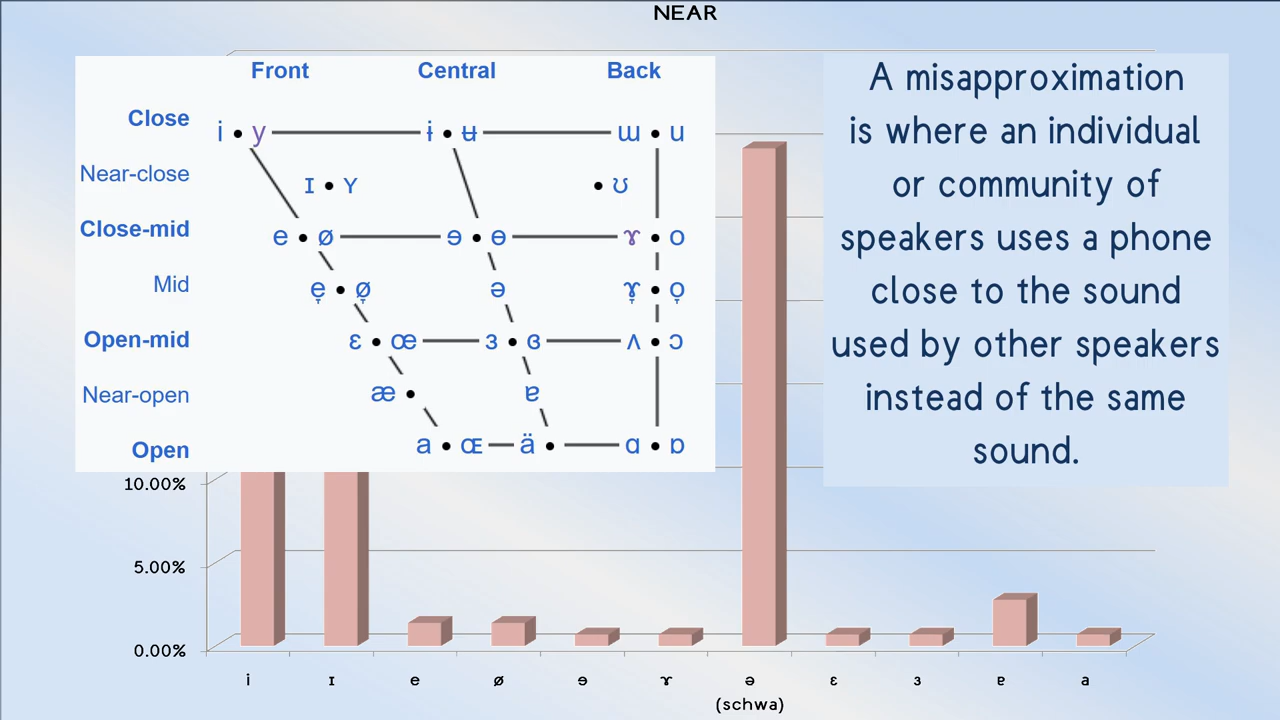 NEAR
Front Central Back
Close i • y ɨ • ʉ ɯ • u
Near-close ɪ • ʏ • ʊ
Close-mid e • ø ɘ • ɵ ɤ • o
Mid e̞ • ø̞ ə ɤ̞ • o̞
Open-mid ɛ • œ ɜ • ɞ ʌ • ɔ
Near-open æ • ɐ
Open a • ɶ ä • ɑ • ɒ
A misapproximation
is where an individual
or community of
speakers uses a phone
close to the sound
used by other speakers
instead of the same
sound.
10.00%
5.00%
0.00%
i ɪ e ø ɘ ɤ ə ɛ ɜ ɐ a
(schwa)